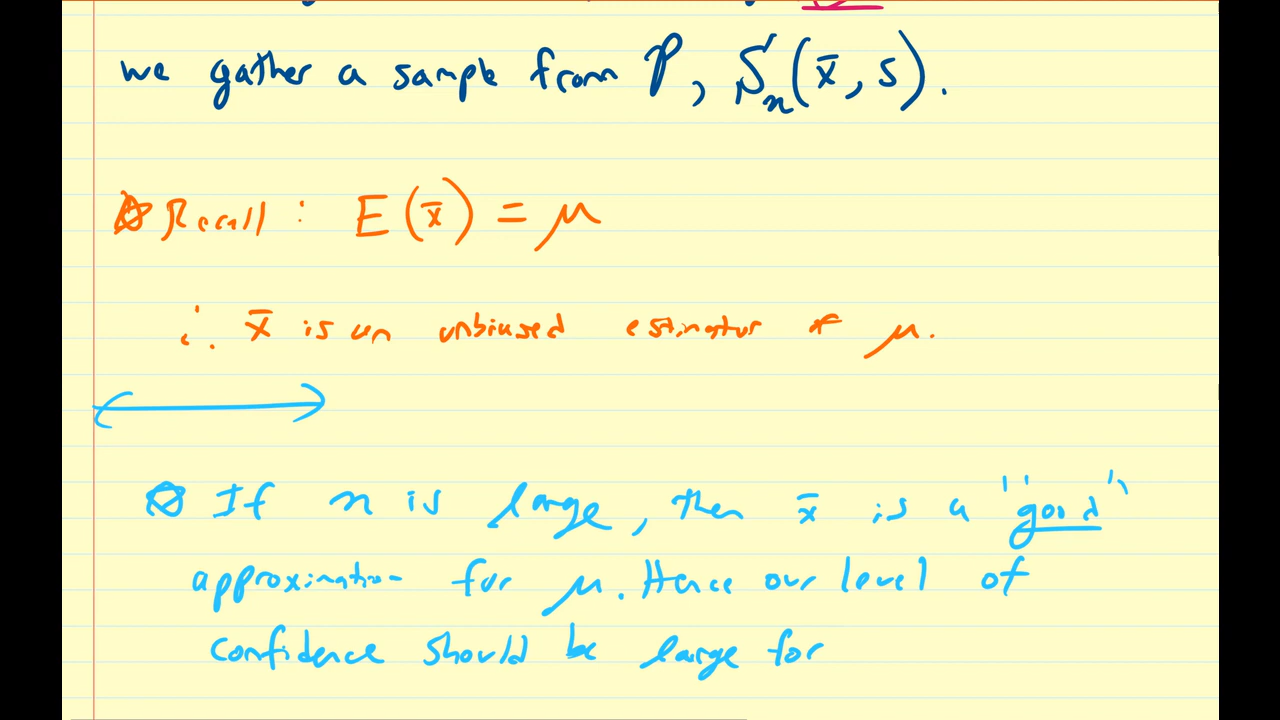 we gather a sample from P, Sₙ(x̄, s).
☆ Recall : E(x̄) = μ
∴ x̄ is an unbiased estimator of μ.
☆ If n is large, then x̄ is a "good"
approximation for μ. Hence our level of
confidence should be large for